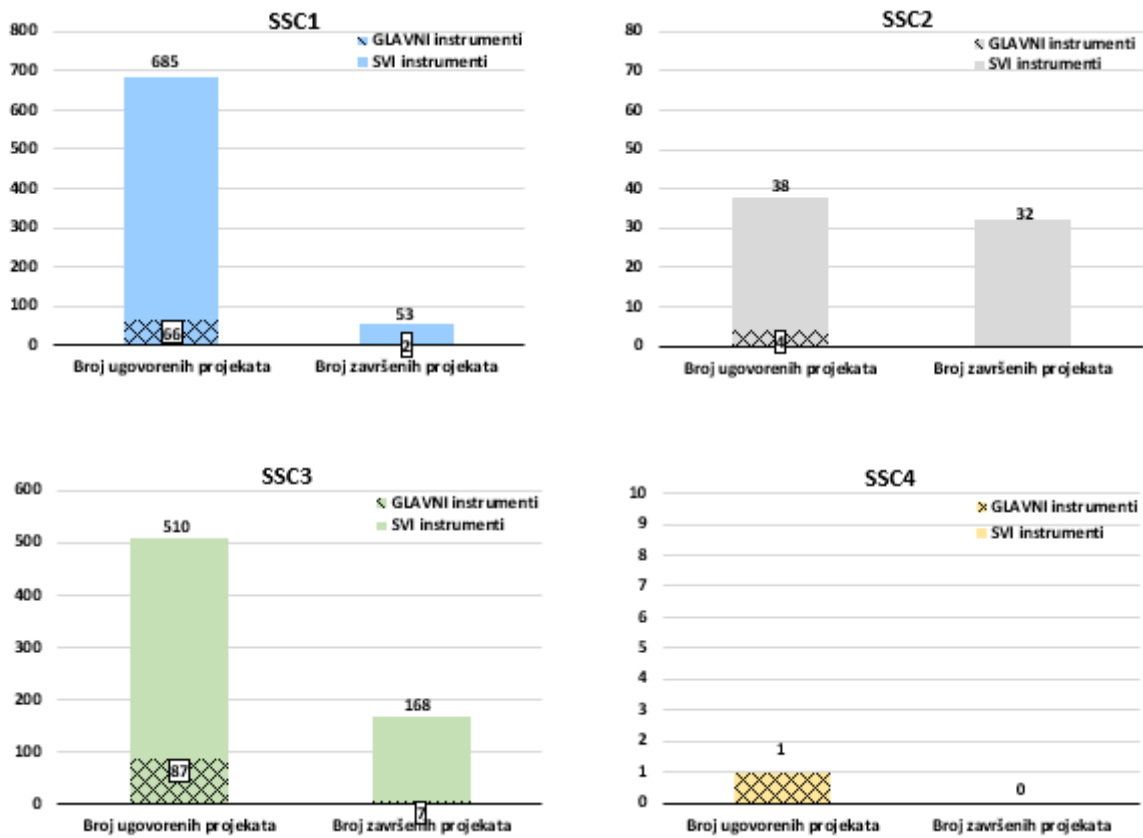 SSC1
GLAVNI instrumenti
SVI instrumenti
800
700
600
500
400
300
200
100
0
685
66
53
2
Broj ugovorenih projekata
Broj završenih projekata
SSC2
GLAVNI instrumenti
SVI instrumenti
80
70
60
50
40
30
20
10
0
38
4
32
Broj ugovorenih projekata
Broj završenih projekata
SSC3
GLAVNI instrumenti
SVI instrumenti
600
500
400
300
200
100
0
510
87
168
7
Broj ugovorenih projekata
Broj završenih projekata
SSC4
GLAVNI instrumenti
SVI instrumenti
10
9
8
7
6
5
4
3
2
1
0
1
0
Broj ugovorenih projekata
Broj završenih projekata